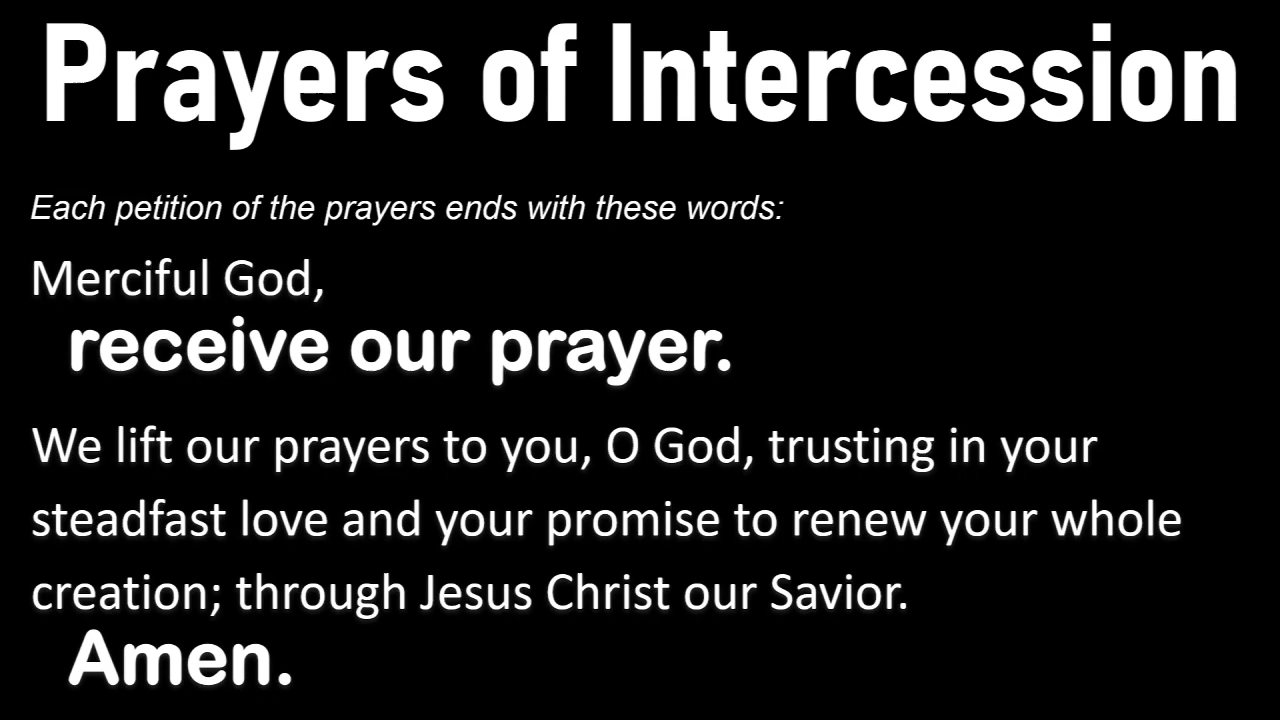 Prayers of Intercession
Each petition of the prayers ends with these words:
Merciful God,
receive our prayer.
We lift our prayers to you, O God, trusting in your
steadfast love and your promise to renew your whole
creation; through Jesus Christ our Savior.
Amen.